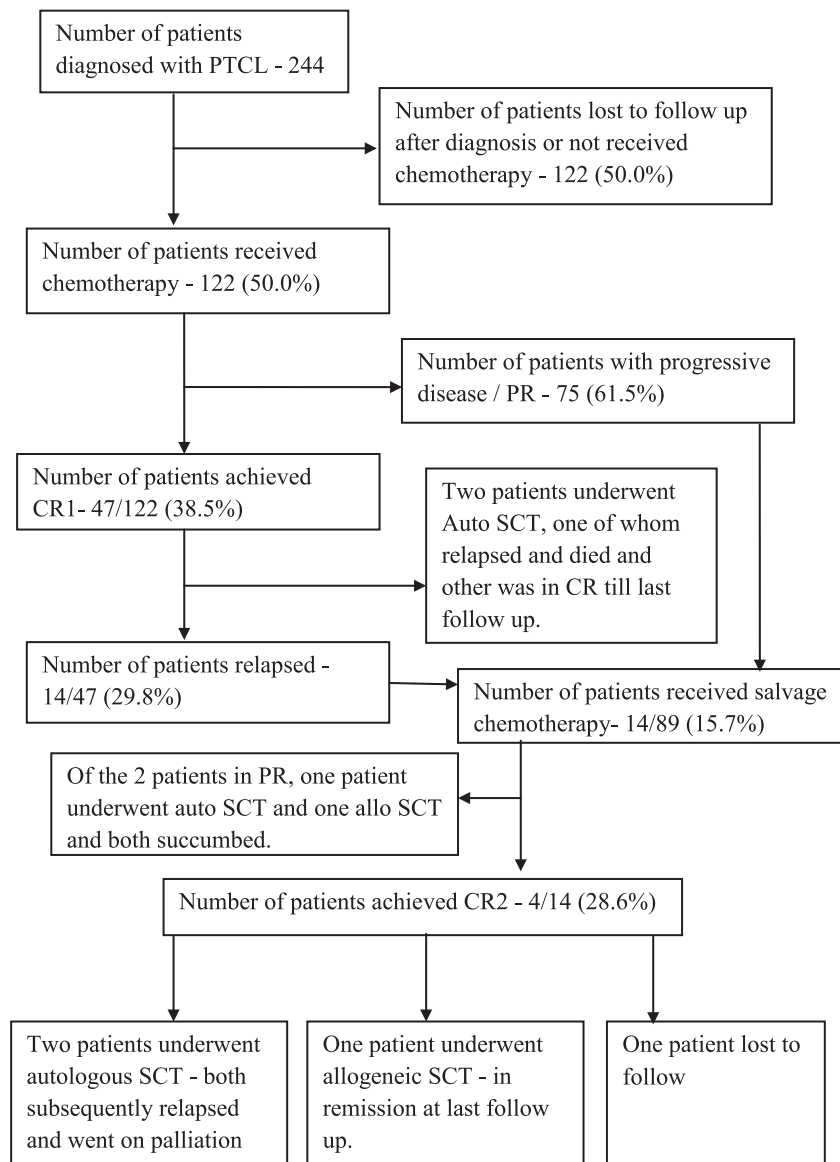 Number of patients
diagnosed with PTCL - 244
Number of patients lost to follow up
after diagnosis or not received
chemotherapy - 122 (50.0%)
Number of patients received
chemotherapy - 122 (50.0%)
Number of patients with progressive
disease / PR - 75 (61.5%)
Number of patients achieved
CR1- 47/122 (38.5%)
Two patients underwent
Auto SCT, one of whom
relapsed and died and
other was in CR till last
follow up.
Number of patients relapsed -
14/47 (29.8%)
Number of patients received salvage
chemotherapy- 14/89 (15.7%)
Of the 2 patients in PR, one patient
underwent auto SCT and one allo SCT
and both succumbed.
Number of patients achieved CR2 - 4/14 (28.6%)
Two patients underwent
autologous SCT - both
subsequently relapsed
and went on palliation
One patient underwent
allogeneic SCT - in
remission at last follow
up.
One patient lost to
follow